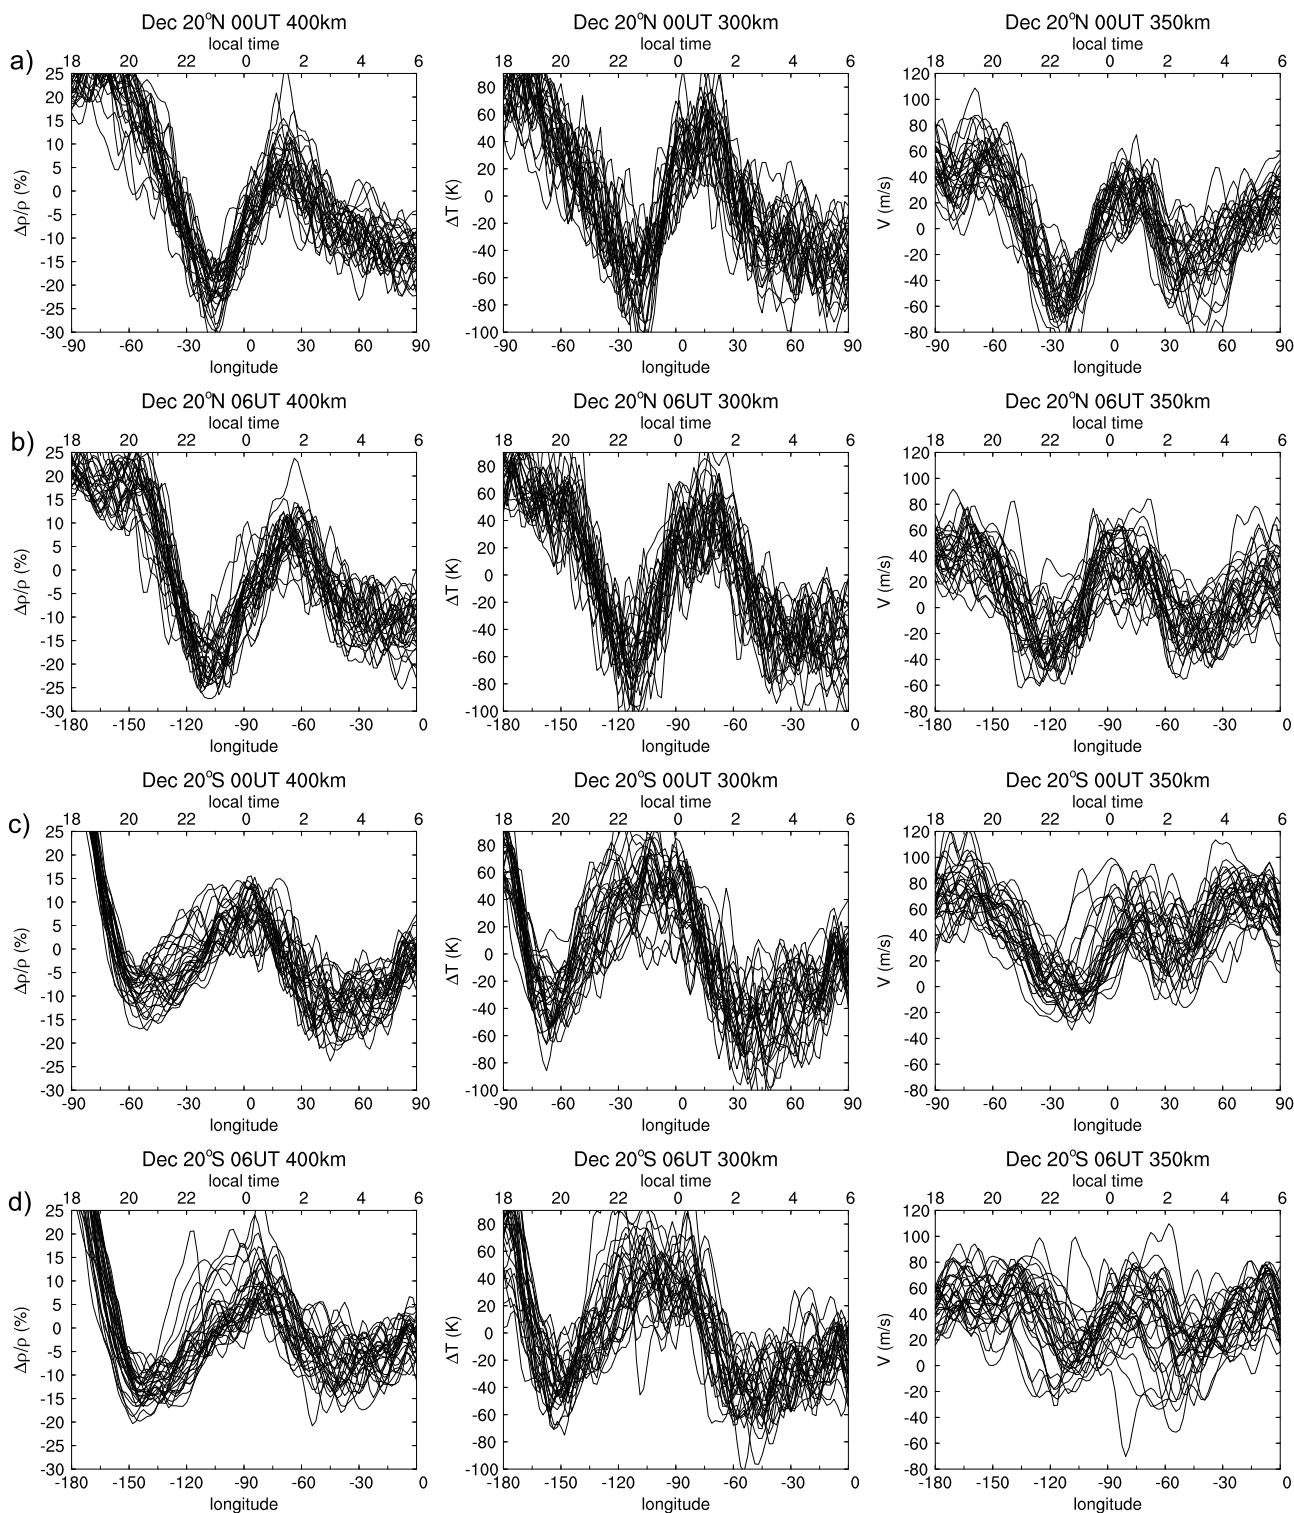 a)
Dec 20°N 00UT 400km
local time
18 20 22 0 2 4 6
Δρ/ρ (%)
25
20
15
10
5
0
-5
-10
-15
-20
-25
-30
-90 -60 -30 0 30 60 90
longitude
Dec 20°N 00UT 300km
local time
18 20 22 0 2 4 6
ΔT (K)
80
60
40
20
0
-20
-40
-60
-80
-100
-90 -60 -30 0 30 60 90
longitude
Dec 20°N 00UT 350km
local time
18 20 22 0 2 4 6
V (m/s)
120
100
80
60
40
20
0
-20
-40
-60
-80
-90 -60 -30 0 30 60 90
longitude
b)
Dec 20°N 06UT 400km
local time
18 20 22 0 2 4 6
Δρ/ρ (%)
25
20
15
10
5
0
-5
-10
-15
-20
-25
-30
-180 -150 -120 -90 -60 -30 0
longitude
Dec 20°N 06UT 300km
local time
18 20 22 0 2 4 6
ΔT (K)
80
60
40
20
0
-20
-40
-60
-80
-100
-180 -150 -120 -90 -60 -30 0
longitude
Dec 20°N 06UT 350km
local time
18 20 22 0 2 4 6
V (m/s)
120
100
80
60
40
20
0
-20
-40
-60
-80
-180 -150 -120 -90 -60 -30 0
longitude
c)
Dec 20°S 00UT 400km
local time
18 20 22 0 2 4 6
Δρ/ρ (%)
25
20
15
10
5
0
-5
-10
-15
-20
-25
-30
-90 -60 -30 0 30 60 90
longitude
Dec 20°S 00UT 300km
local time
18 20 22 0 2 4 6
ΔT (K)
80
60
40
20
0
-20
-40
-60
-80
-100
-90 -60 -30 0 30 60 90
longitude
Dec 20°S 00UT 350km
local time
18 20 22 0 2 4 6
V (m/s)
120
100
80
60
40
20
0
-20
-40
-60
-80
-90 -60 -30 0 30 60 90
longitude
d)
Dec 20°S 06UT 400km
local time
18 20 22 0 2 4 6
Δρ/ρ (%)
25
20
15
10
5
0
-5
-10
-15
-20
-25
-30
-180 -150 -120 -90 -60 -30 0
longitude
Dec 20°S 06UT 300km
local time
18 20 22 0 2 4 6
ΔT (K)
80
60
40
20
0
-20
-40
-60
-80
-100
-180 -150 -120 -90 -60 -30 0
longitude
Dec 20°S 06UT 350km
local time
18 20 22 0 2 4 6
V (m/s)
120
100
80
60
40
20
0
-20
-40
-60
-80
-180 -150 -120 -90 -60 -30 0
longitude